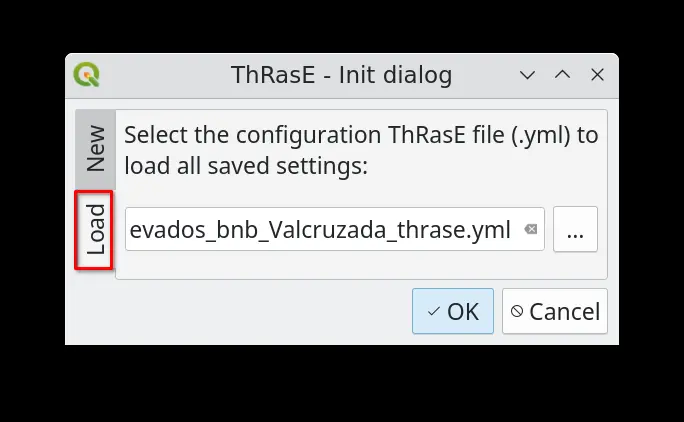 ThRasE - Init dialog
New
Select the configuration ThRasE file (.yml) to
load all saved settings:
Load
evados_bnb_Valcruzada_thrase.yml
...
OK
Cancel